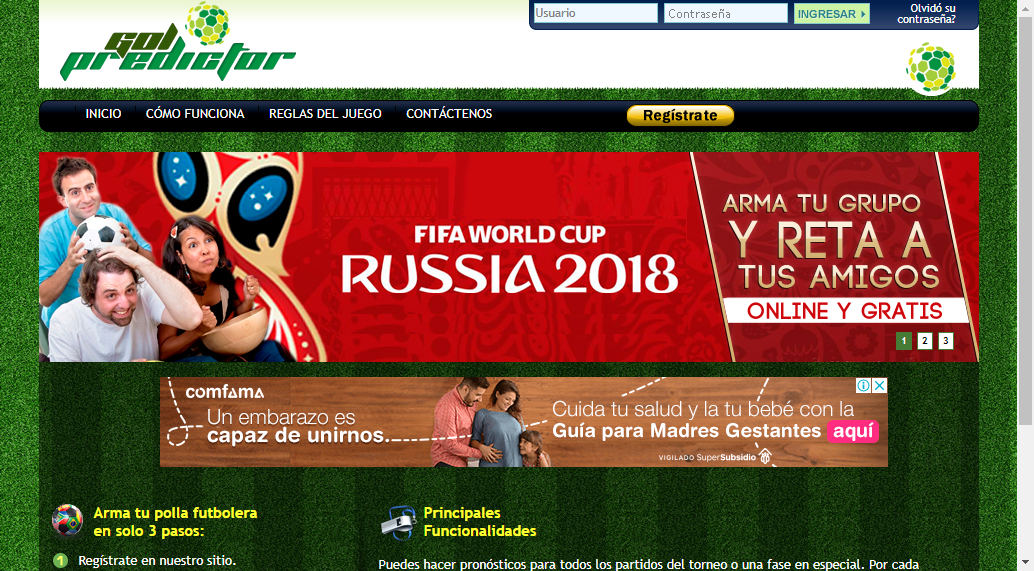 Gol
predictor
Usuario
Contraseña
INGRESAR
Olvidó su
contraseña?
INICIO
CÓMO FUNCIONA
REGLAS DEL JUEGO
CONTÁCTENOS
Regístrate
FIFA WORLD CUP
RUSSIA 2018
ARMA TU GRUPO
Y RETA A
TUS AMIGOS
ONLINE Y GRATIS
1 2 3
comfama
Un embarazo es
capaz de unirnos.
Cuida tu salud y la tu bebé con la
Guía para Madres Gestantes aquí
VIGILADO SuperSubsidio
Arma tu polla futbolera
en solo 3 pasos:
1 Regístrate en nuestro sitio.
Principales
Funcionalidades
Puedes hacer pronósticos para todos los partidos del torneo o una fase en especial. Por cada